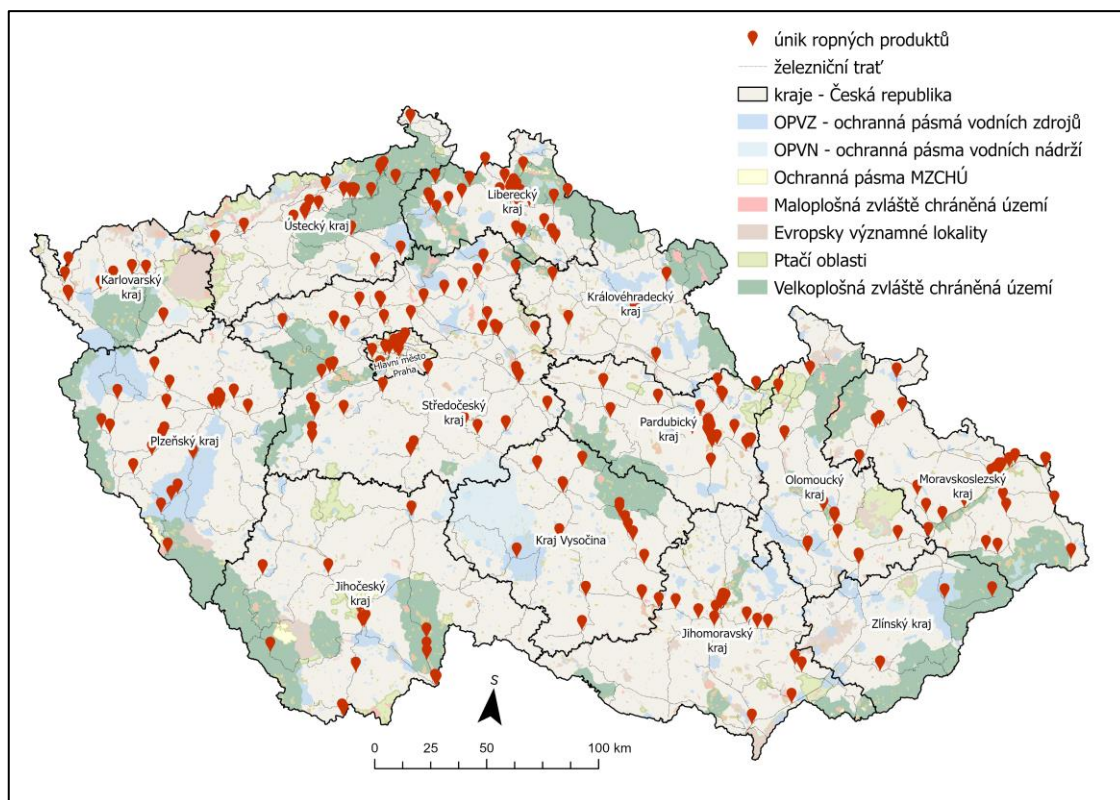 únik ropných produktů
železniční trať
kraje - Česká republika
OPVZ - ochranná pásmá vodních zdrojů
OPVN - ochranná pásma vodních nádrží
Ochranná pásma MZCHÚ
Maloplošná zvláště chráněná území
Evropsky významné lokality
Ptačí oblasti
Velkoplošná zvláště chráněná území
Liberecký
kraj
Ústecký kraj
Karlovarský
kraj
Královéhradecký
kraj
Hlavní město
Praha
Středočeský
kraj
Pardubický
kraj
Plzeňský kraj
Olomoucký
kraj
Moravskoslezský
kraj
Kraj Vysočina
Jihočeský
kraj
Zlínský kraj
Jihomoravský
kraj
S
0 25 50 100 km